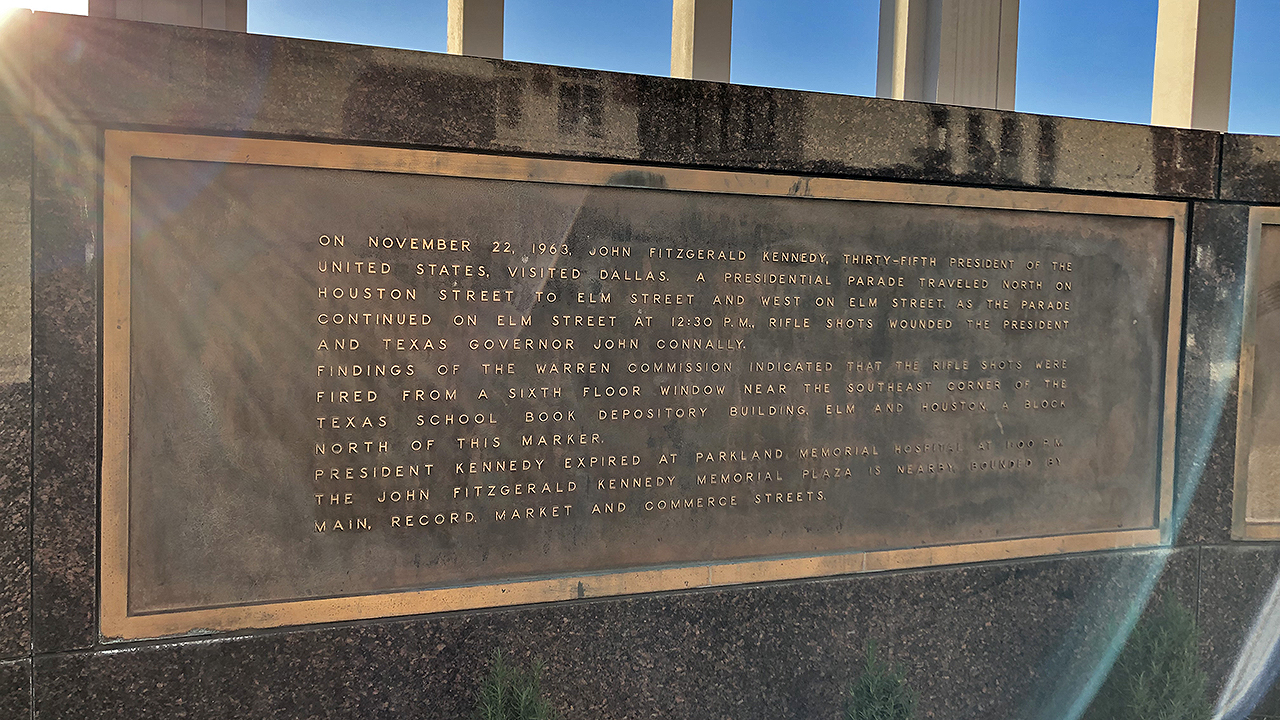 ON NOVEMBER 22, 1963, JOHN FITZGERALD KENNEDY, THIRTY-FIFTH PRESIDENT OF THE
UNITED STATES, VISITED DALLAS. A PRESIDENTIAL PARADE TRAVELED NORTH ON
HOUSTON STREET TO ELM STREET AND WEST ON ELM STREET. AS THE PARADE
CONTINUED ON ELM STREET AT 12:30 P.M., RIFLE SHOTS WOUNDED THE PRESIDENT
AND TEXAS GOVERNOR JOHN CONNALLY.
FINDINGS OF THE WARREN COMMISSION INDICATED THAT THE RIFLE SHOTS WERE
FIRED FROM A SIXTH FLOOR WINDOW NEAR THE SOUTHEAST CORNER OF THE
TEXAS SCHOOL BOOK DEPOSITORY BUILDING, ELM AND HOUSTON, A BLOCK
NORTH OF THIS MARKER.
PRESIDENT KENNEDY EXPIRED AT PARKLAND MEMORIAL HOSPITAL AT 1:00 P.M.
THE JOHN FITZGERALD KENNEDY MEMORIAL PLAZA IS NEARBY, BOUNDED BY
MAIN, RECORD, MARKET AND COMMERCE STREETS.